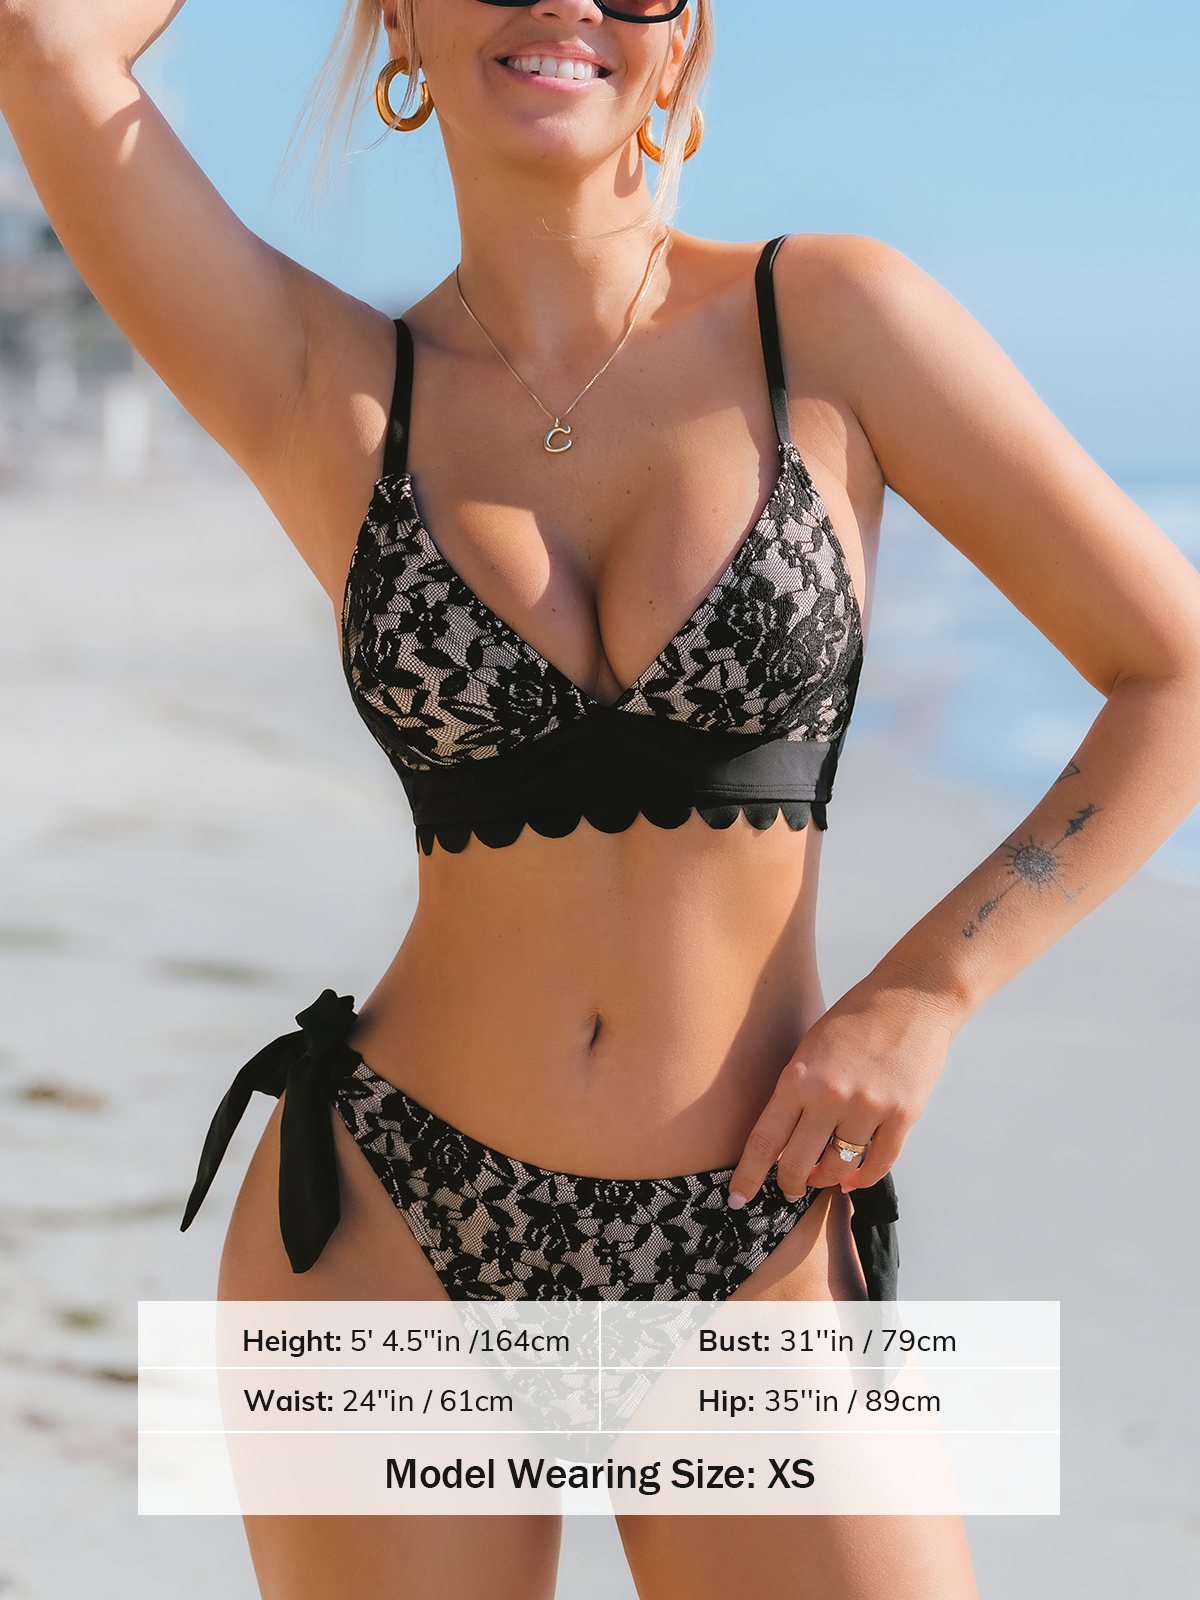 Height: 5' 4.5''in /164cm
Bust: 31''in / 79cm
Waist: 24''in / 61cm
Hip: 35''in / 89cm
Model Wearing Size: XS